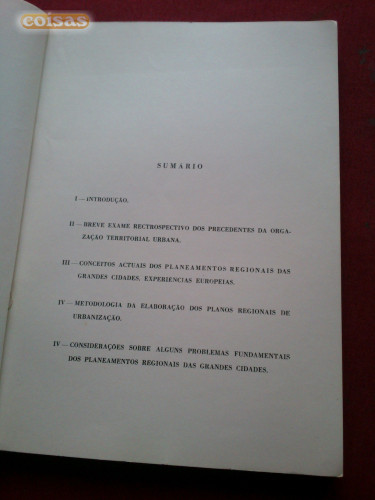 coisas
SUMÁRIO
I — INTRODUÇÃO.
II — BREVE EXAME RECTROSPECTIVO DOS PRECEDENTES DA ORGA-
ZAÇÃO TERRITORIAL URBANA.
III — CONCEITOS ACTUAIS DOS PLANEAMENTOS REGIONAIS DAS
GRANDES CIDADES. EXPERIENCIAS EUROPEIAS.
IV — METODOLOGIA DA ELABORAÇÃO DOS PLANOS REGIONAIS DE
URBANIZAÇÃO.
IV — CONSIDERAÇÕES SOBRE ALGUNS PROBLEMAS FUNDAMENTAIS
DOS PLANEAMENTOS REGIONAIS DAS GRANDES CIDADES.